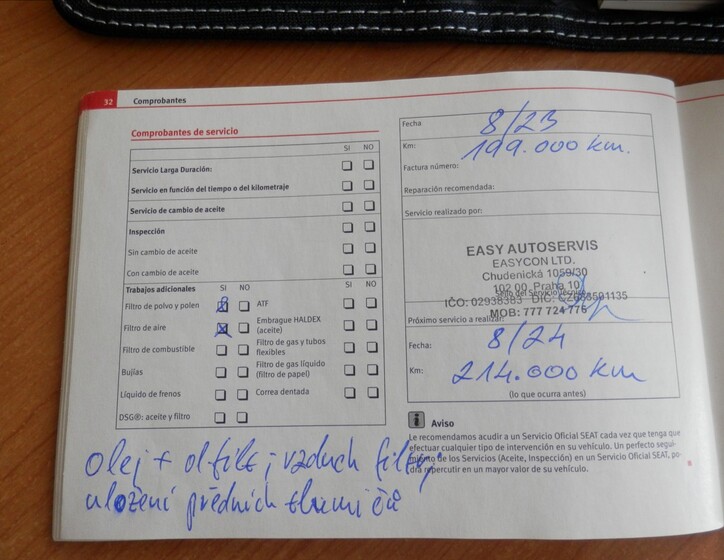 32 Comprobantes
Comprobantes de servicio
SI NO
Servicio Larga Duración:
Servicio en función del tiempo o del kilometraje
Servicio de cambio de aceite
Inspección
Sin cambio de aceite
Con cambio de aceite
Trabajos adicionales SI NO SI NO
Filtro de polvo y polen ATF
Filtro de aire Embrague HALDEX
(aceite)
Filtro de combustible Filtro de gas y tubos
flexibles
Bujías Filtro de gas líquido
(filtro de papel)
Líquido de frenos Correa dentada
DSG®: aceite y filtro
Fecha 8/23
Km: 199.000 km.
Factura número:
Reparación recomendada:
Servicio realizado por:
EASY AUTOSERVIS
EASYCON LTD.
Chudenická 1059/30
102 00 Praha 10
Sello del Servicio
IČO: 02938383 DIČ:
MOB: 777 724 776
Próximo servicio a realizar:
Fecha: 8/24
Km: 214.000 km
(lo que ocurra antes)
i Aviso
Le recomendamos acudir a un Servicio Oficial SEAT cada vez que tenga que
efectuar cualquier tipo de intervención en su vehículo. Un perfecto segui-
miento de los Servicios (Aceite, Inspección) en un Servicio Oficial SEAT, po-
drá repercutir en un mayor valor de su vehículo.
olej + ol filt; vzduch filtry
uložení předních tlumičů